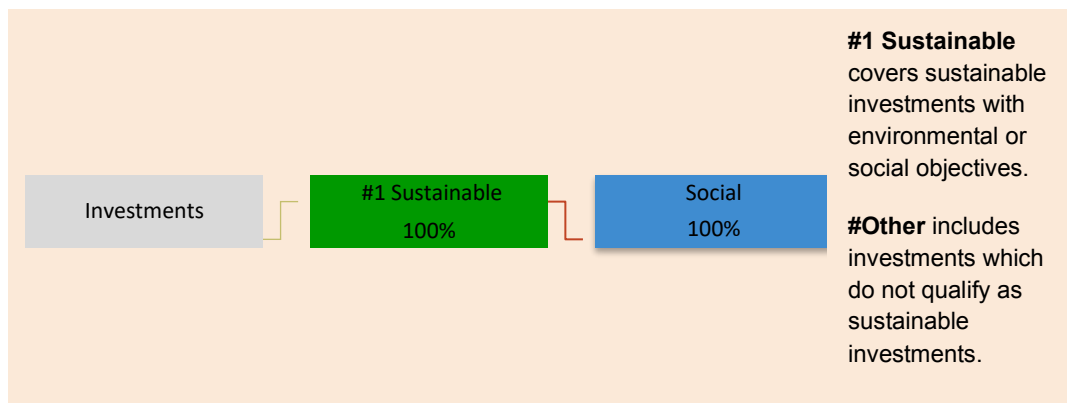 Investments
#1 Sustainable
100%
Social
100%
#1 Sustainable
covers sustainable
investments with
environmental or
social objectives.
#Other includes
investments which
do not qualify as
sustainable
investments.